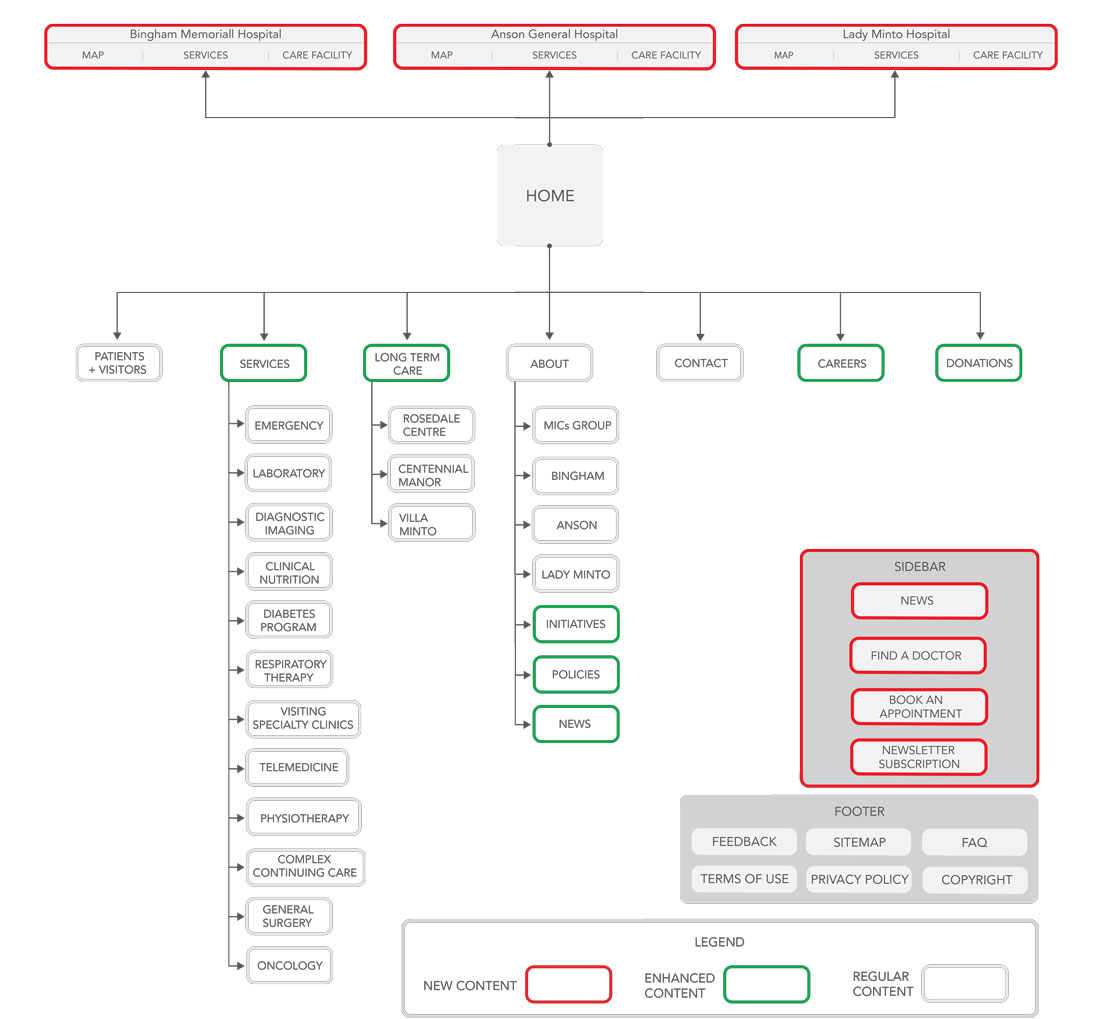 Bingham Memoriall Hospital
MAP SERVICES CARE FACILITY
Anson General Hospital
MAP SERVICES CARE FACILITY
Lady Minto Hospital
MAP SERVICES CARE FACILITY
HOME
PATIENTS
+ VISITORS
SERVICES
LONG TERM
CARE
ABOUT
CONTACT
CAREERS
DONATIONS
EMERGENCY
LABORATORY
DIAGNOSTIC
IMAGING
CLINICAL
NUTRITION
DIABETES
PROGRAM
RESPIRATORY
THERAPY
VISITING
SPECIALTY CLINICS
TELEMEDICINE
PHYSIOTHERAPY
COMPLEX
CONTINUING CARE
GENERAL
SURGERY
ONCOLOGY
ROSEDALE
CENTRE
CENTENNIAL
MANOR
VILLA
MINTO
MICs GROUP
BINGHAM
ANSON
LADY MINTO
INITIATIVES
POLICIES
NEWS
SIDEBAR
NEWS
FIND A DOCTOR
BOOK AN
APPOINTMENT
NEWSLETTER
SUBSCRIPTION
FOOTER
FEEDBACK SITEMAP FAQ
TERMS OF USE PRIVACY POLICY COPYRIGHT
LEGEND
NEW CONTENT
ENHANCED
CONTENT
REGULAR
CONTENT